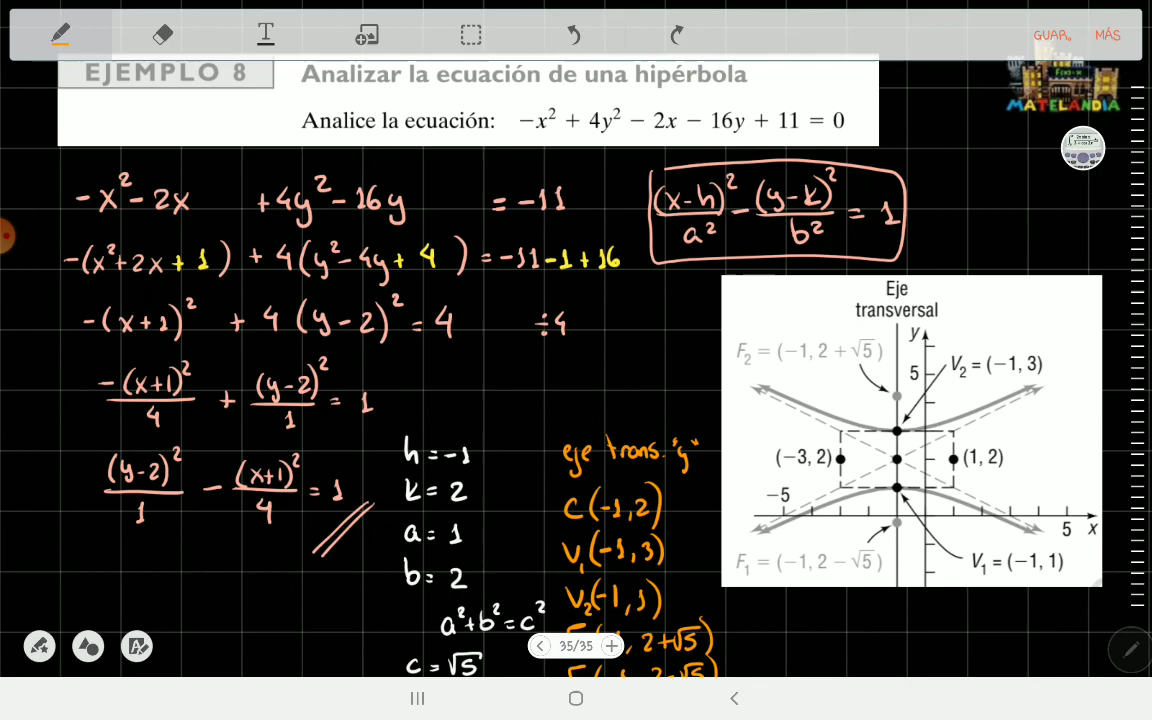 GUAR. MÁS
EJEMPLO 8 Analizar la ecuación de una hipérbola
Analice la ecuación: −x² + 4y² − 2x − 16y + 11 = 0
MATELANDIA
-x² - 2x + 4y² - 16y = -11
-(x² + 2x + 1) + 4(y² - 4y + 4) = -11 - 1 + 16
-(x+1)² + 4(y-2)² = 4 ÷4
-(x+1)²/4 + (y-2)²/1 = 1
(y-2)²/1 - (x+1)²/4 = 1
(x-h)²/a² - (y-k)²/b² = 1
h = -1
k = 2
a = 1
b = 2
a² + b² = c²
c = √5
eje trans. "y"
C(-1,2)
V₁(-1,3)
V₂(-1,1)
, 2+√5)
Eje
transversal
y
F₂ = (−1, 2 + √5)
5
V₂ = (−1, 3)
(−3, 2)
(1, 2)
−5
5 x
F₁ = (−1, 2 − √5)
V₁ = (−1, 1)
35/35